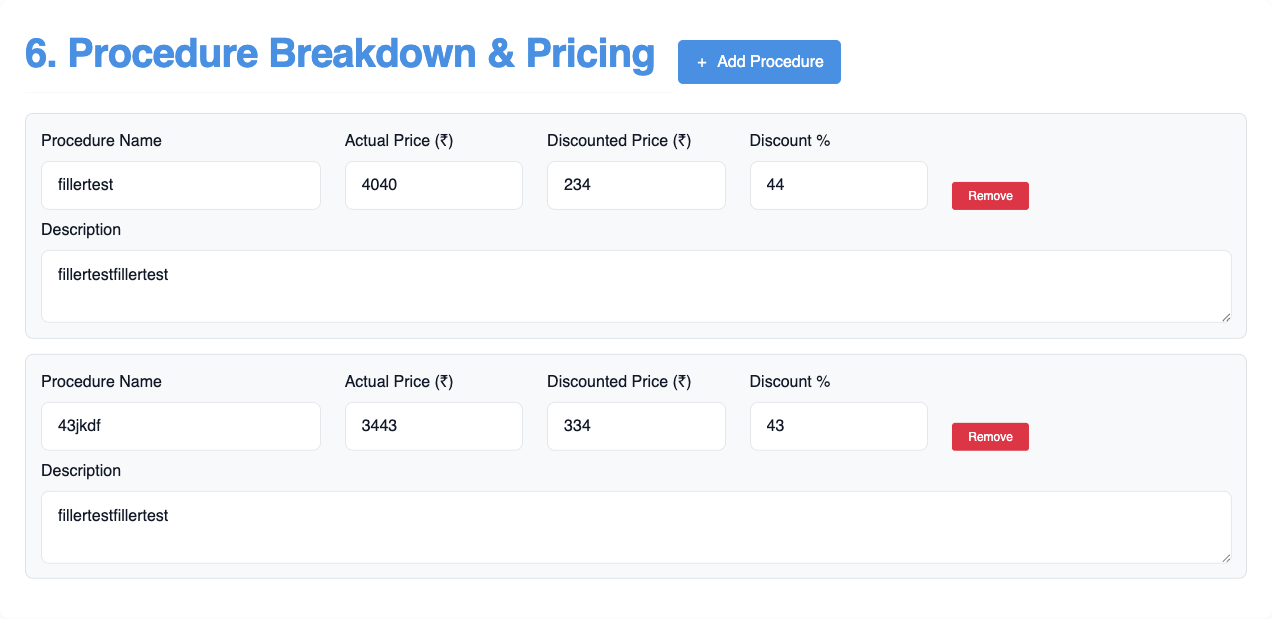 6. Procedure Breakdown & Pricing
+ Add Procedure
Procedure Name Actual Price (₹) Discounted Price (₹) Discount %
fillertest 4040 234 44 Remove
Description
fillertestfillertest
Procedure Name Actual Price (₹) Discounted Price (₹) Discount %
43jkdf 3443 334 43 Remove
Description
fillertestfillertest